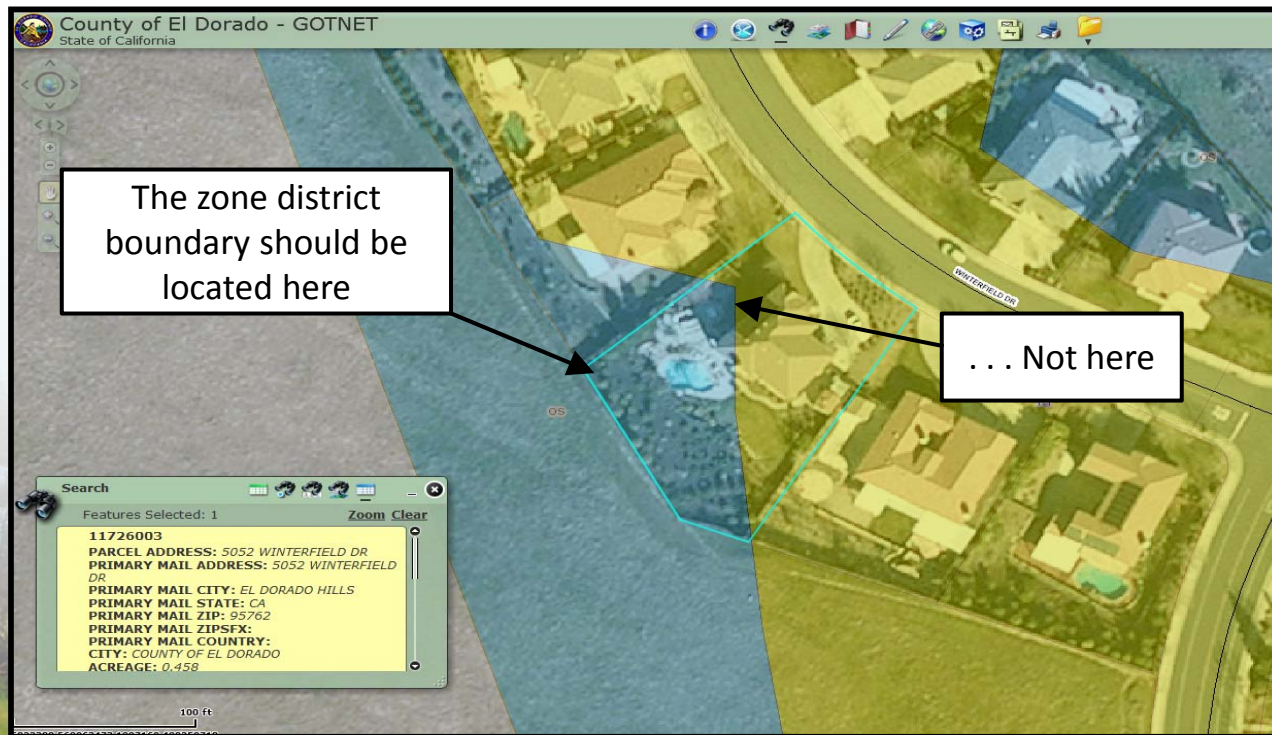 County of El Dorado - GOTNET
State of California
The zone district
boundary should be
located here
OS
WINTERFIELD DR
. . . Not here
OS
Search
Features Selected: 1
Zoom Clear
11726003
PARCEL ADDRESS: 5052 WINTERFIELD DR
PRIMARY MAIL ADDRESS: 5052 WINTERFIELD
DR
PRIMARY MAIL CITY: EL DORADO HILLS
PRIMARY MAIL STATE: CA
PRIMARY MAIL ZIP: 95762
PRIMARY MAIL ZIPSFX:
PRIMARY MAIL COUNTRY:
CITY: COUNTY OF EL DORADO
ACREAGE: 0.458
100 ft